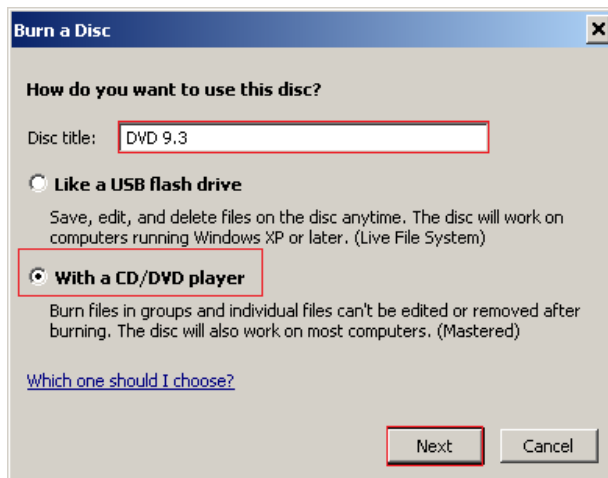 Burn a Disc
How do you want to use this disc?
Disc title: DVD 9.3
Like a USB flash drive
Save, edit, and delete files on the disc anytime. The disc will work on
computers running Windows XP or later. (Live File System)
With a CD/DVD player
Burn files in groups and individual files can't be edited or removed after
burning. The disc will also work on most computers. (Mastered)
Which one should I choose?
Next Cancel